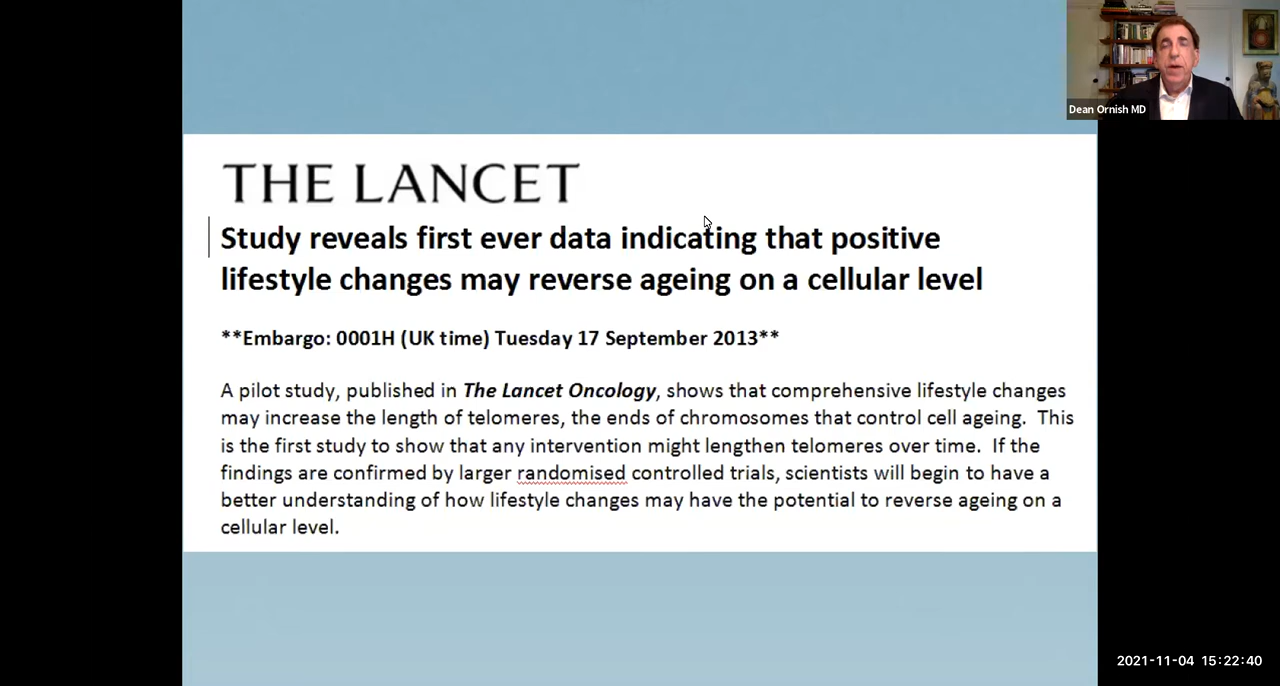 Dean Ornish MD
THE LANCET
Study reveals first ever data indicating that positive
lifestyle changes may reverse ageing on a cellular level
**Embargo: 0001H (UK time) Tuesday 17 September 2013**
A pilot study, published in The Lancet Oncology, shows that comprehensive lifestyle changes
may increase the length of telomeres, the ends of chromosomes that control cell ageing.  This
is the first study to show that any intervention might lengthen telomeres over time.  If the
findings are confirmed by larger randomised controlled trials, scientists will begin to have a
better understanding of how lifestyle changes may have the potential to reverse ageing on a
cellular level.
2021-11-04 15:22:40